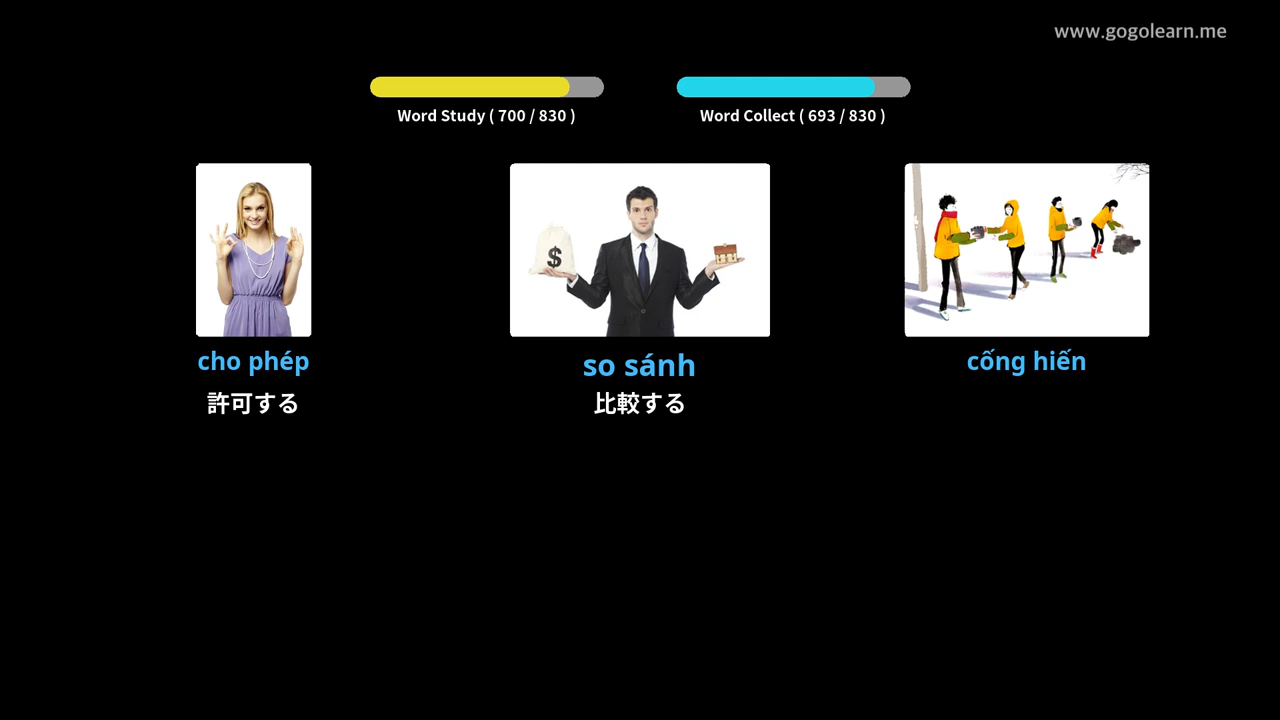 www.gogolearn.me
Word Study ( 700 / 830 )
Word Collect ( 693 / 830 )
$
cho phép
so sánh
cống hiến
許可する
比較する